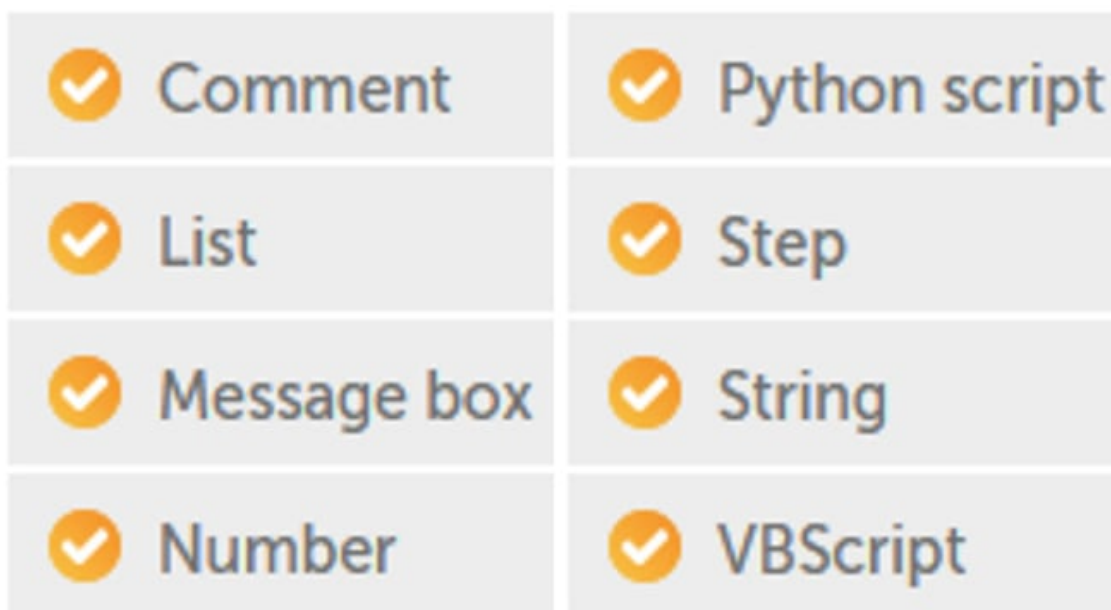 Comment
Python script
List
Step
Message box
String
Number
VBScript